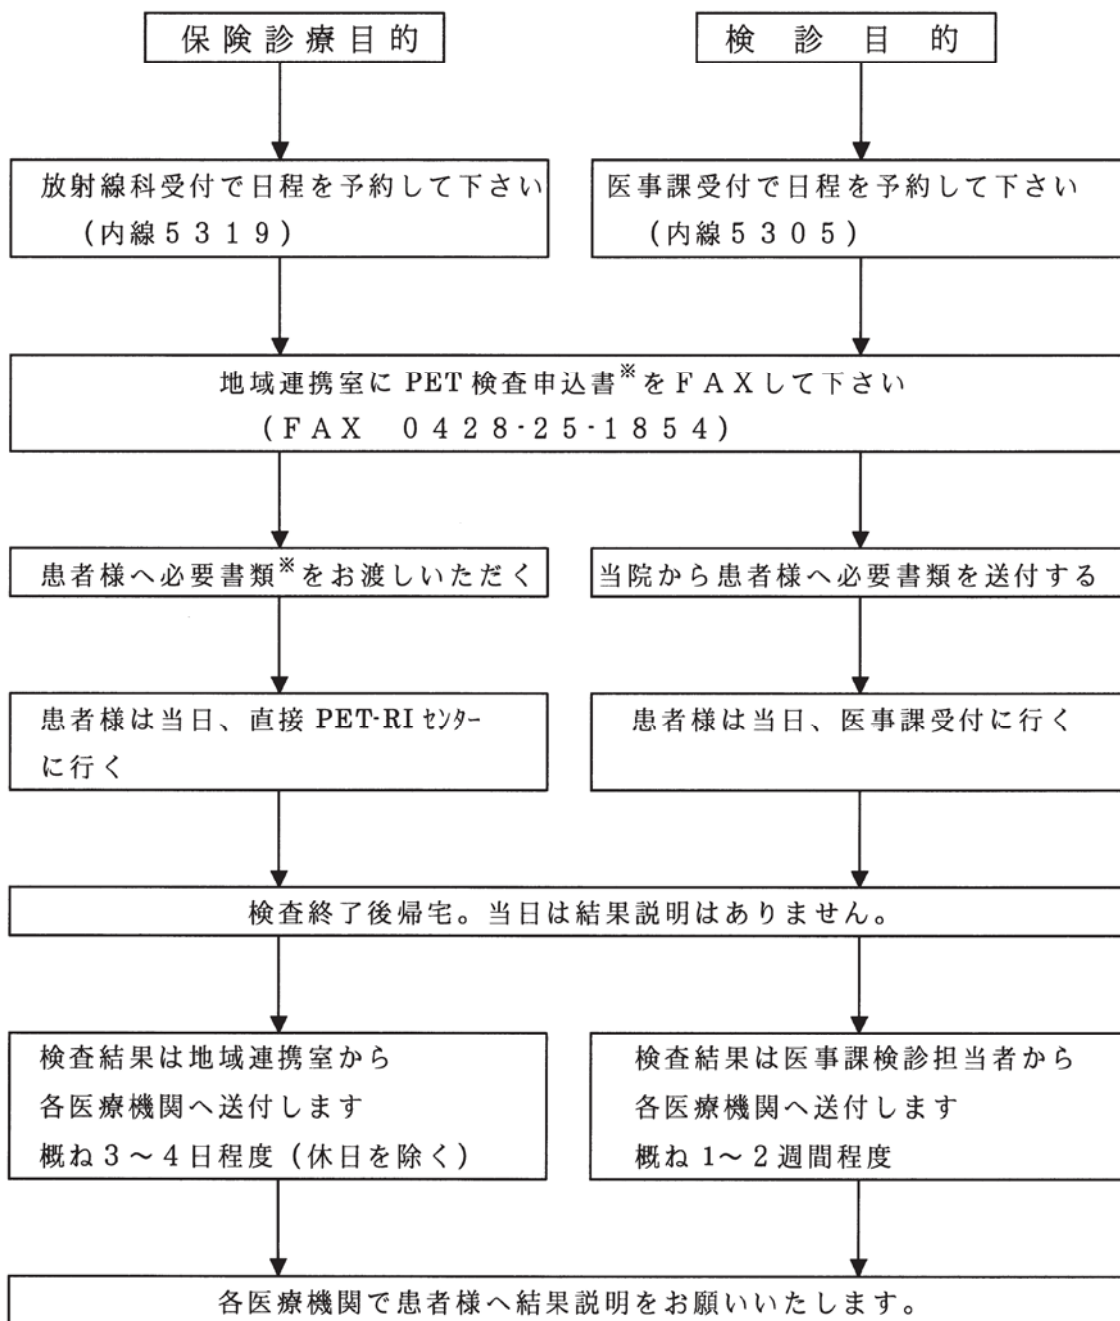 保険診療目的
検診目的
放射線科受付で日程を予約して下さい
(内線5319)
医事課受付で日程を予約して下さい
(内線5305)
地域連携室に PET 検査申込書※をFAXして下さい
(FAX 0428-25-1854)
患者様へ必要書類※をお渡しいただく
当院から患者様へ必要書類を送付する
患者様は当日、直接 PET-RI ｾﾝﾀｰ
に行く
患者様は当日、医事課受付に行く
検査終了後帰宅。当日は結果説明はありません。
検査結果は地域連携室から
各医療機関へ送付します
概ね3～4日程度(休日を除く)
検査結果は医事課検診担当者から
各医療機関へ送付します
概ね1～2週間程度
各医療機関で患者様へ結果説明をお願いいたします。